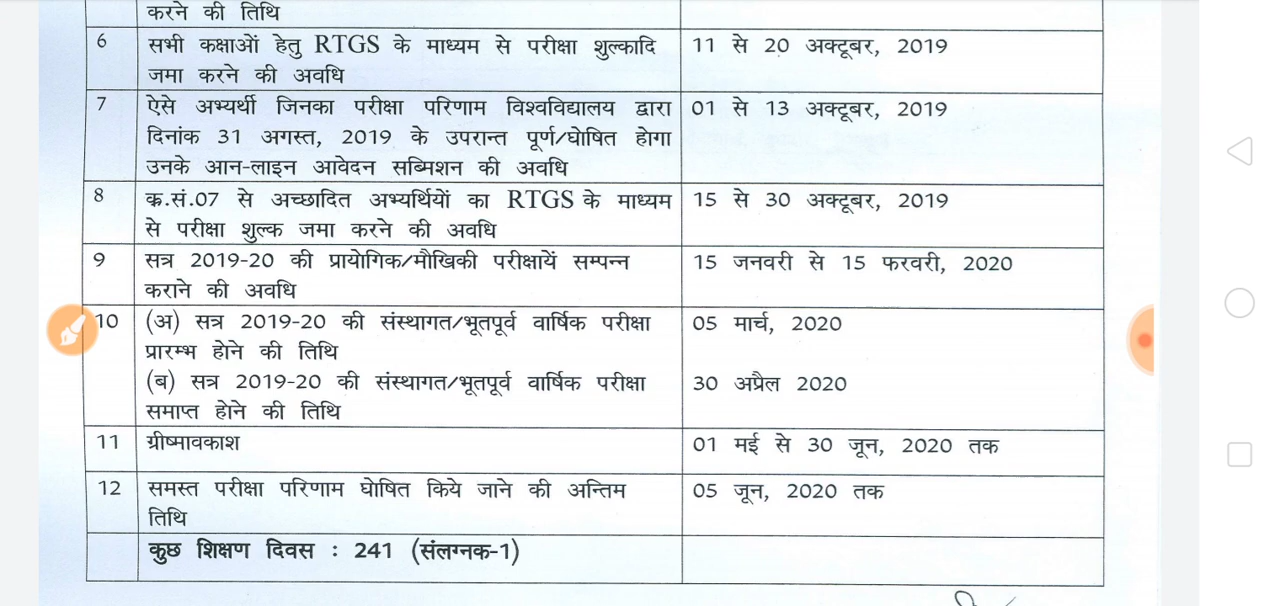 करने की तिथि
6 सभी कक्षाओं हेतु RTGS के माध्यम से परीक्षा शुल्कादि 11 से 20 अक्टूबर, 2019
जमा करने की अवधि
7 ऐसे अभ्यर्थी जिनका परीक्षा परिणाम विश्वविद्यालय द्वारा 01 से 13 अक्टूबर, 2019
दिनांक 31 अगस्त, 2019 के उपरान्त पूर्ण/घोषित होगा
उनके आन-लाइन आवेदन सब्मिशन की अवधि
8 क्र.सं.07 से अच्छादित अभ्यर्थियों का RTGS के माध्यम 15 से 30 अक्टूबर, 2019
से परीक्षा शुल्क जमा करने की अवधि
9 सत्र 2019-20 की प्रायोगिक/मौखिकी परीक्षायें सम्पन्न 15 जनवरी से 15 फरवरी, 2020
कराने की अवधि
10 (अ) सत्र 2019-20 की संस्थागत/भूतपूर्व वार्षिक परीक्षा 05 मार्च, 2020
प्रारम्भ होने की तिथि
(ब) सत्र 2019-20 की संस्थागत/भूतपूर्व वार्षिक परीक्षा 30 अप्रैल 2020
समाप्त होने की तिथि
11 ग्रीष्मावकाश 01 मई से 30 जून, 2020 तक
12 समस्त परीक्षा परिणाम घोषित किये जाने की अन्तिम 05 जून, 2020 तक
तिथि
कुछ शिक्षण दिवस : 241 (संलग्नक-1)